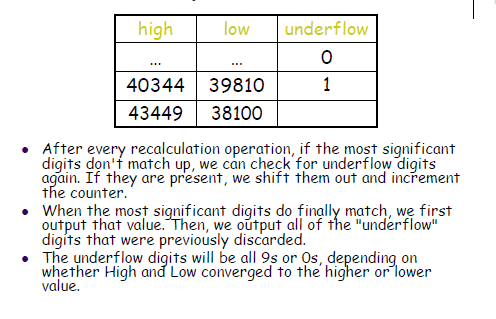 high low underflow
... ... 0
40344 39810 1
43449 38100
• After every recalculation operation, if the most significant
digits don't match up, we can check for underflow digits
again. If they are present, we shift them out and increment
the counter.
• When the most significant digits do finally match, we first
output that value. Then, we output all of the "underflow"
digits that were previously discarded.
• The underflow digits will be all 9s or 0s, depending on
whether High and Low converged to the higher or lower
value.